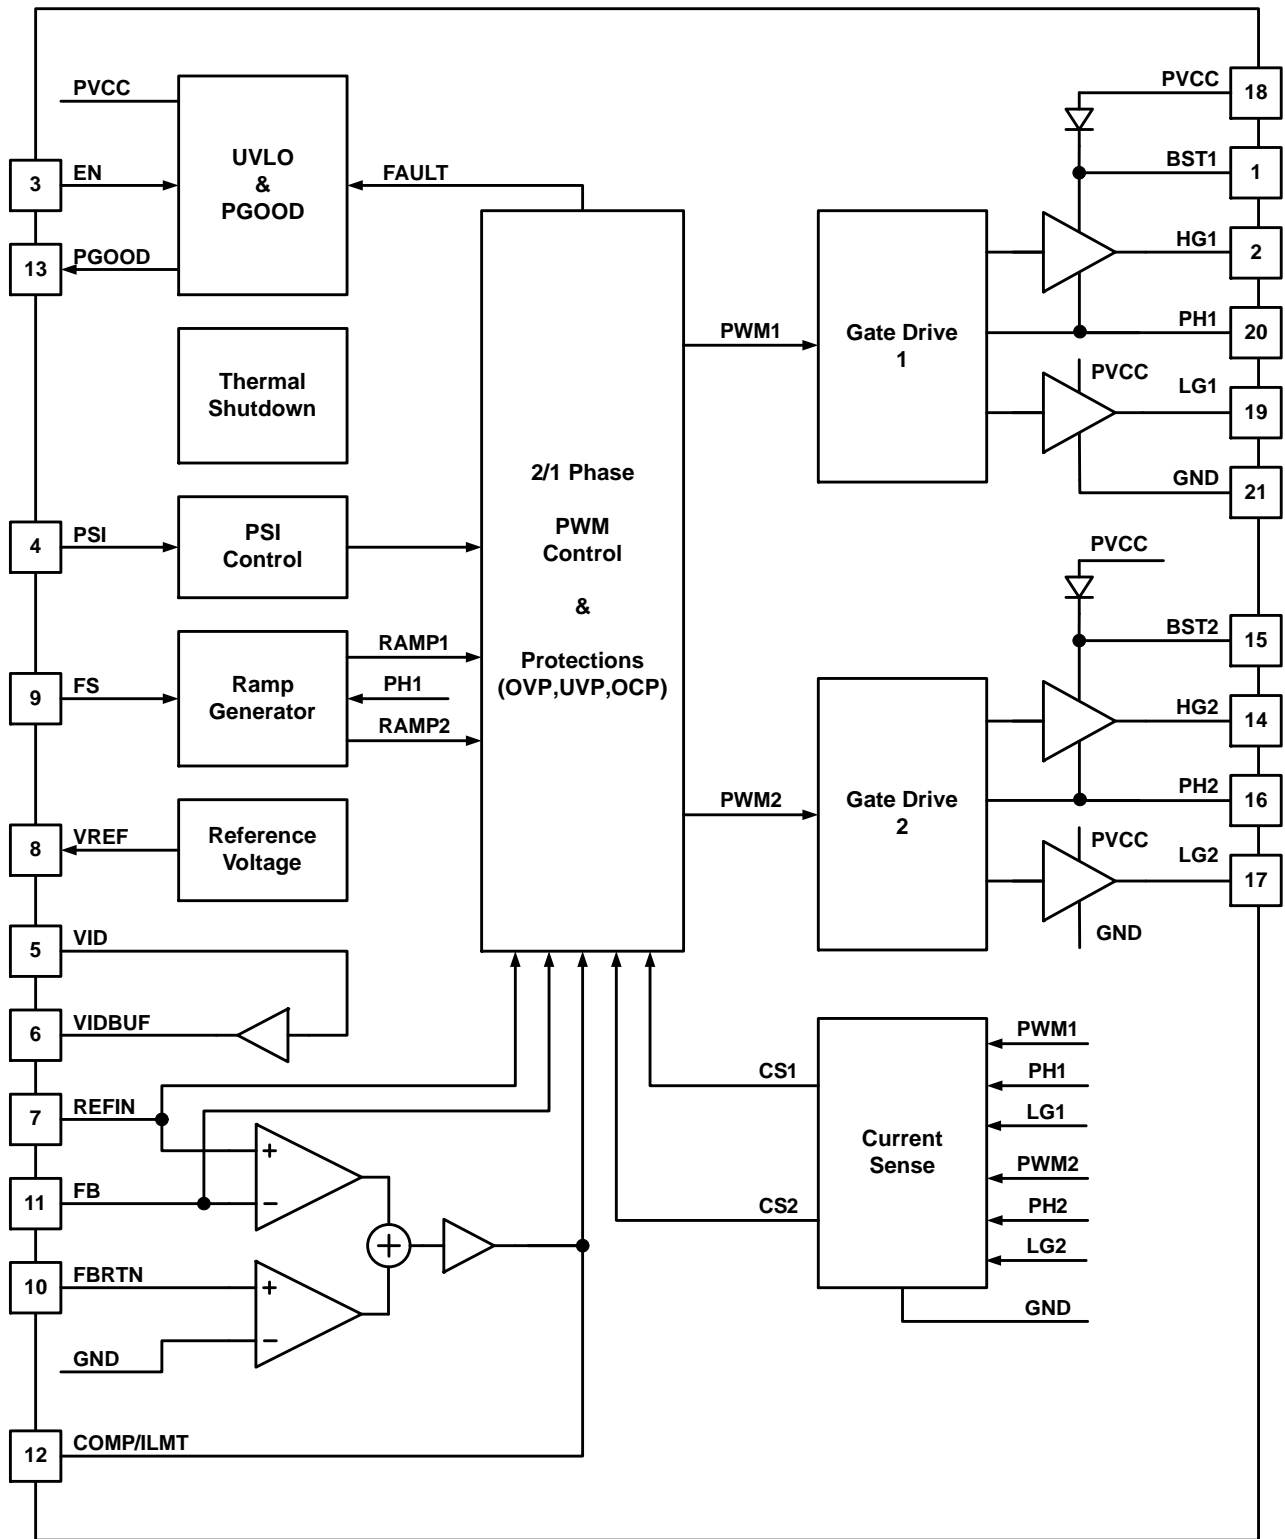 PVCC
3
EN
13
PGOOD
UVLO
&
PGOOD
FAULT
Thermal
Shutdown
4
PSI
PSI
Control
9
FS
Ramp
Generator
RAMP1
PH1
RAMP2
8
VREF
Reference
Voltage
5
VID
6
VIDBUF
7
REFIN
11
FB
10
FBRTN
GND
12
COMP/ILMT
+
−
+
−
+
2/1 Phase
PWM
Control
&
Protections
(OVP,UVP,OCP)
PWM1
PWM2
Gate Drive
1
Gate Drive
2
PVCC
18
BST1
1
HG1
2
PH1
20
PVCC
LG1
19
GND
21
PVCC
BST2
15
HG2
14
PH2
16
PVCC
LG2
17
GND
CS1
CS2
Current
Sense
PWM1
PH1
LG1
PWM2
PH2
LG2
GND